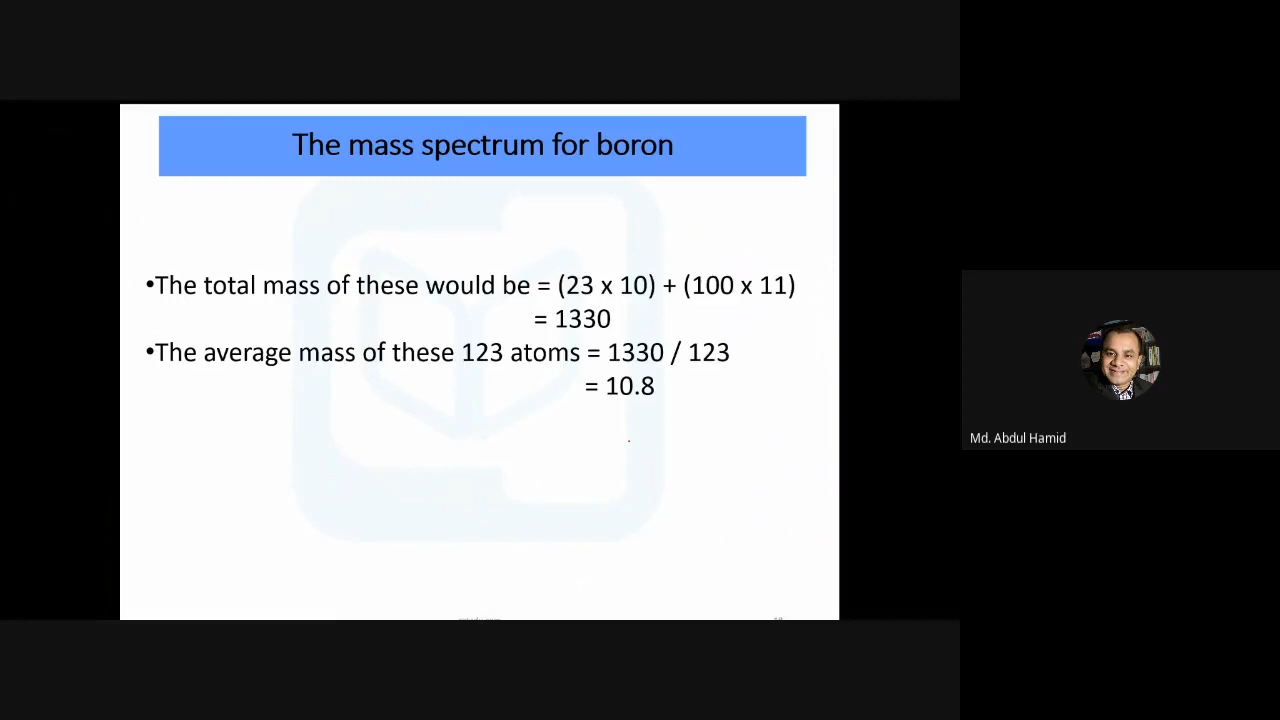 The mass spectrum for boron
•The total mass of these would be = (23 x 10) + (100 x 11)
= 1330
•The average mass of these 123 atoms = 1330 / 123
= 10.8
Md. Abdul Hamid